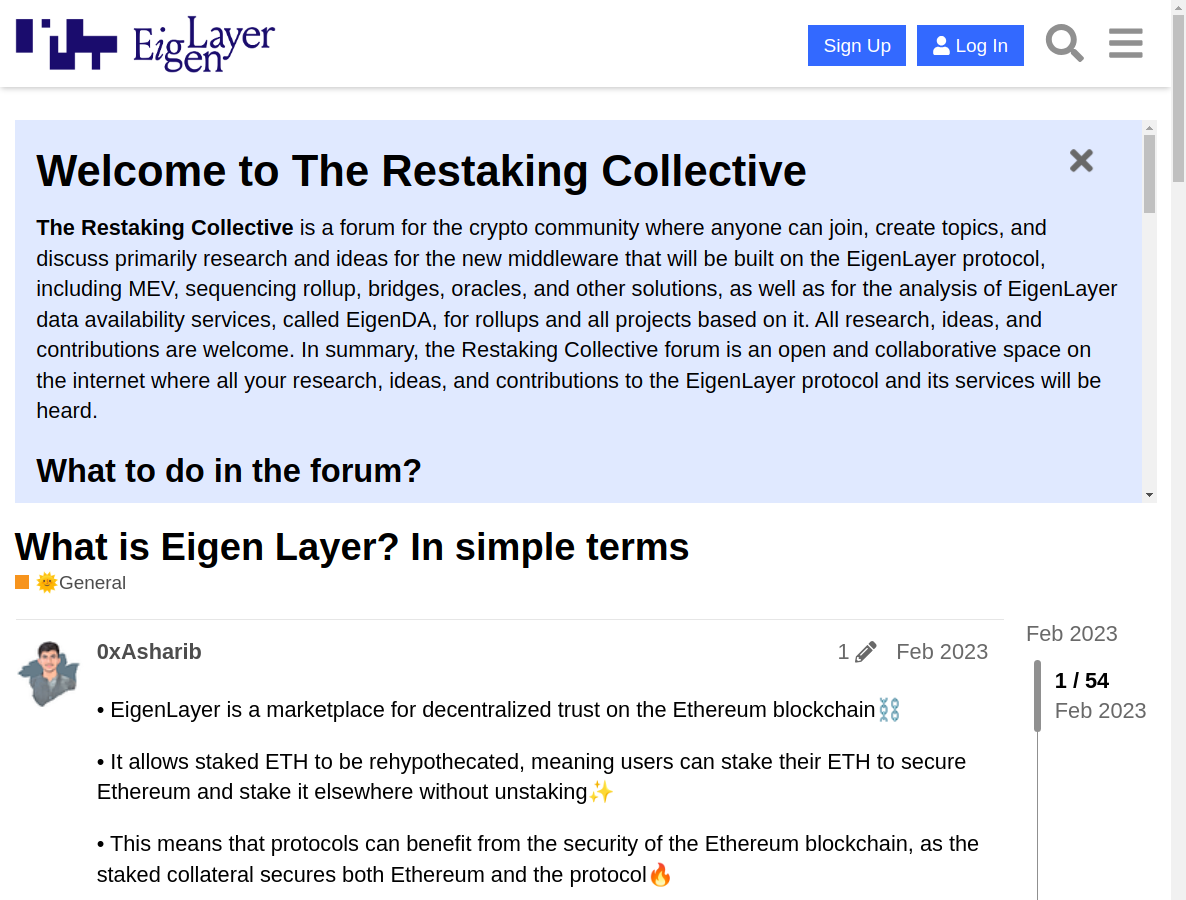 EigenLayer
Sign Up
Log In
Welcome to The Restaking Collective
The Restaking Collective is a forum for the crypto community where anyone can join, create topics, and
discuss primarily research and ideas for the new middleware that will be built on the EigenLayer protocol,
including MEV, sequencing rollup, bridges, oracles, and other solutions, as well as for the analysis of EigenLayer
data availability services, called EigenDA, for rollups and all projects based on it. All research, ideas, and
contributions are welcome. In summary, the Restaking Collective forum is an open and collaborative space on
the internet where all your research, ideas, and contributions to the EigenLayer protocol and its services will be
heard.
What to do in the forum?
What is Eigen Layer? In simple terms
🌞General
0xAsharib
1
Feb 2023
Feb 2023
1 / 54
Feb 2023
• EigenLayer is a marketplace for decentralized trust on the Ethereum blockchain⛓️
• It allows staked ETH to be rehypothecated, meaning users can stake their ETH to secure
Ethereum and stake it elsewhere without unstaking✨
• This means that protocols can benefit from the security of the Ethereum blockchain, as the
staked collateral secures both Ethereum and the protocol🔥